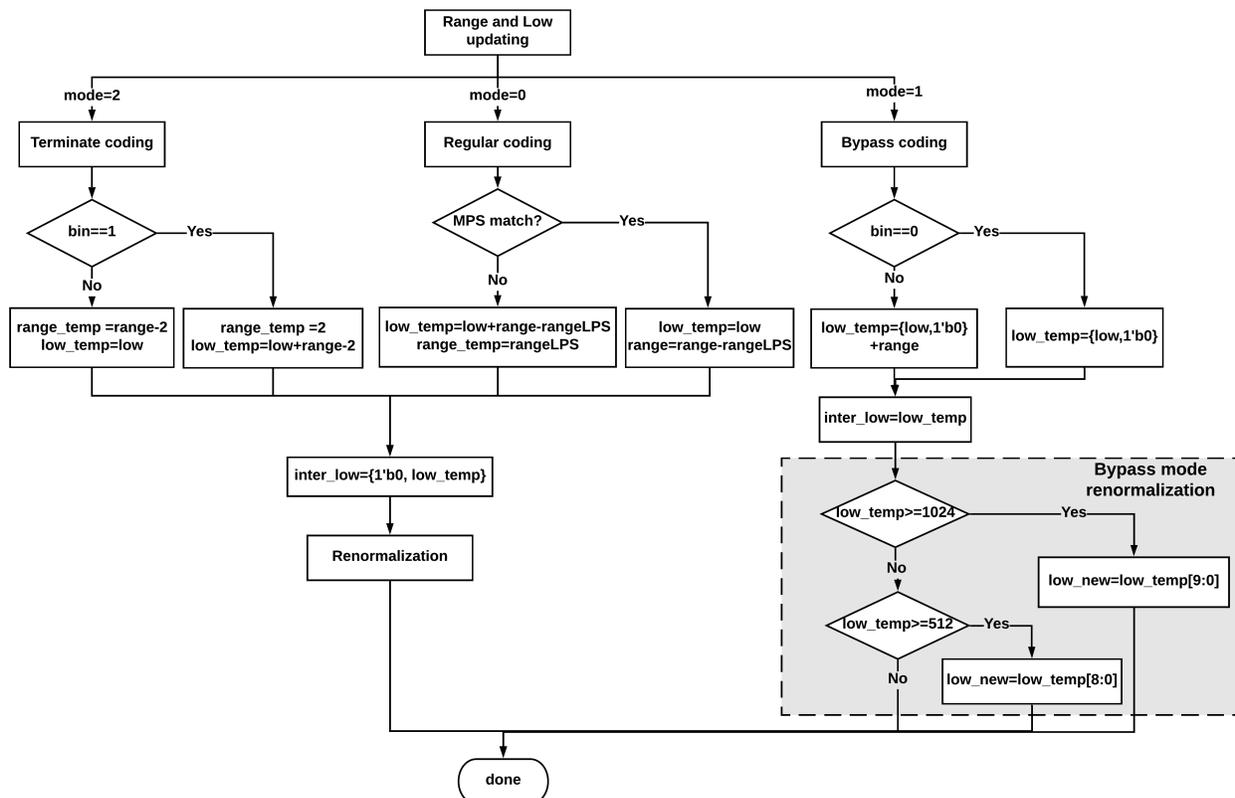 Range and Low
updating
mode=2
mode=0
mode=1
Terminate coding
Regular coding
Bypass coding
bin==1
Yes
No
MPS match?
Yes
No
bin==0
Yes
No
range_temp =range-2
low_temp=low
range_temp =2
low_temp=low+range-2
low_temp=low+range-rangeLPS
range_temp=rangeLPS
low_temp=low
range=range-rangeLPS
low_temp={low,1'b0}
+range
low_temp={low,1'b0}
inter_low=low_temp
inter_low={1'b0, low_temp}
Renormalization
Bypass mode
renormalization
low_temp>=1024
Yes
No
low_new=low_temp[9:0]
low_temp>=512
Yes
No
low_new=low_temp[8:0]
done